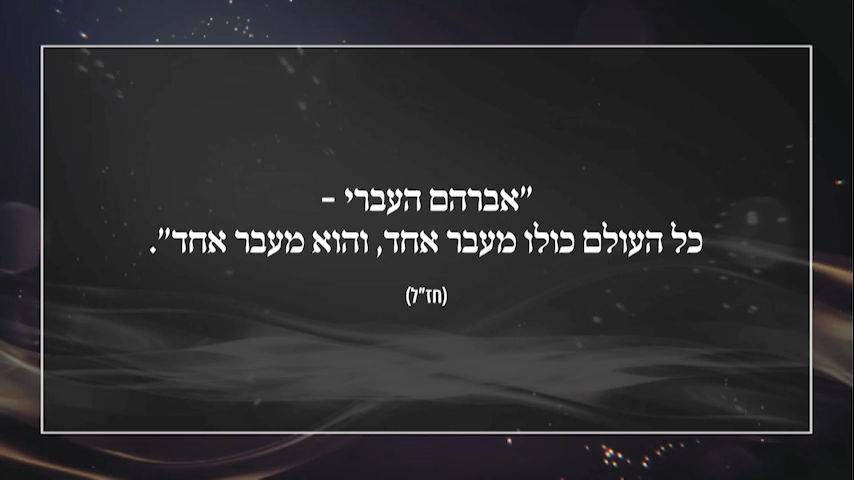 "אברהם העברי –
כל העולם כולו מעבר אחד, והוא מעבר אחד".
(חז"ל)